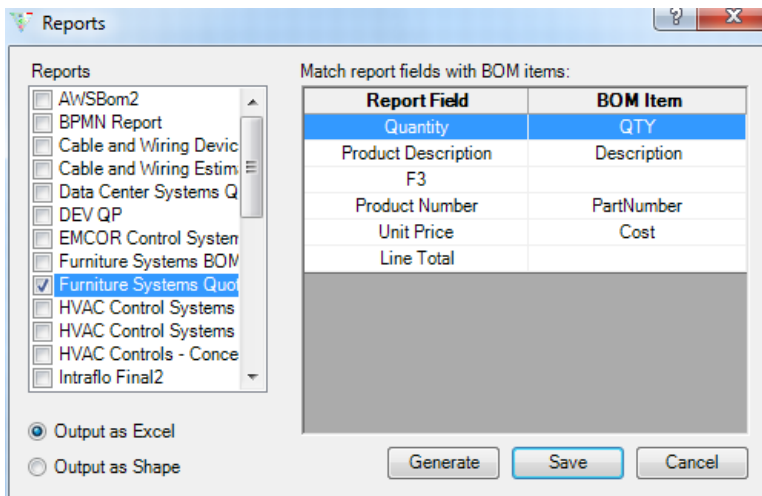 Reports
?
X
Reports
AWSBom2
BPMN Report
Cable and Wiring Devic
Cable and Wiring Estim
Data Center Systems Q
DEV QP
EMCOR Control System
Furniture Systems BOM
Furniture Systems Quot
HVAC Control Systems
HVAC Control Systems
HVAC Controls - Conce
Intraflo Final2
Output as Excel
Output as Shape
Match report fields with BOM items:
Report Field BOM Item
Quantity QTY
Product Description Description
F3
Product Number PartNumber
Unit Price Cost
Line Total
Generate Save Cancel